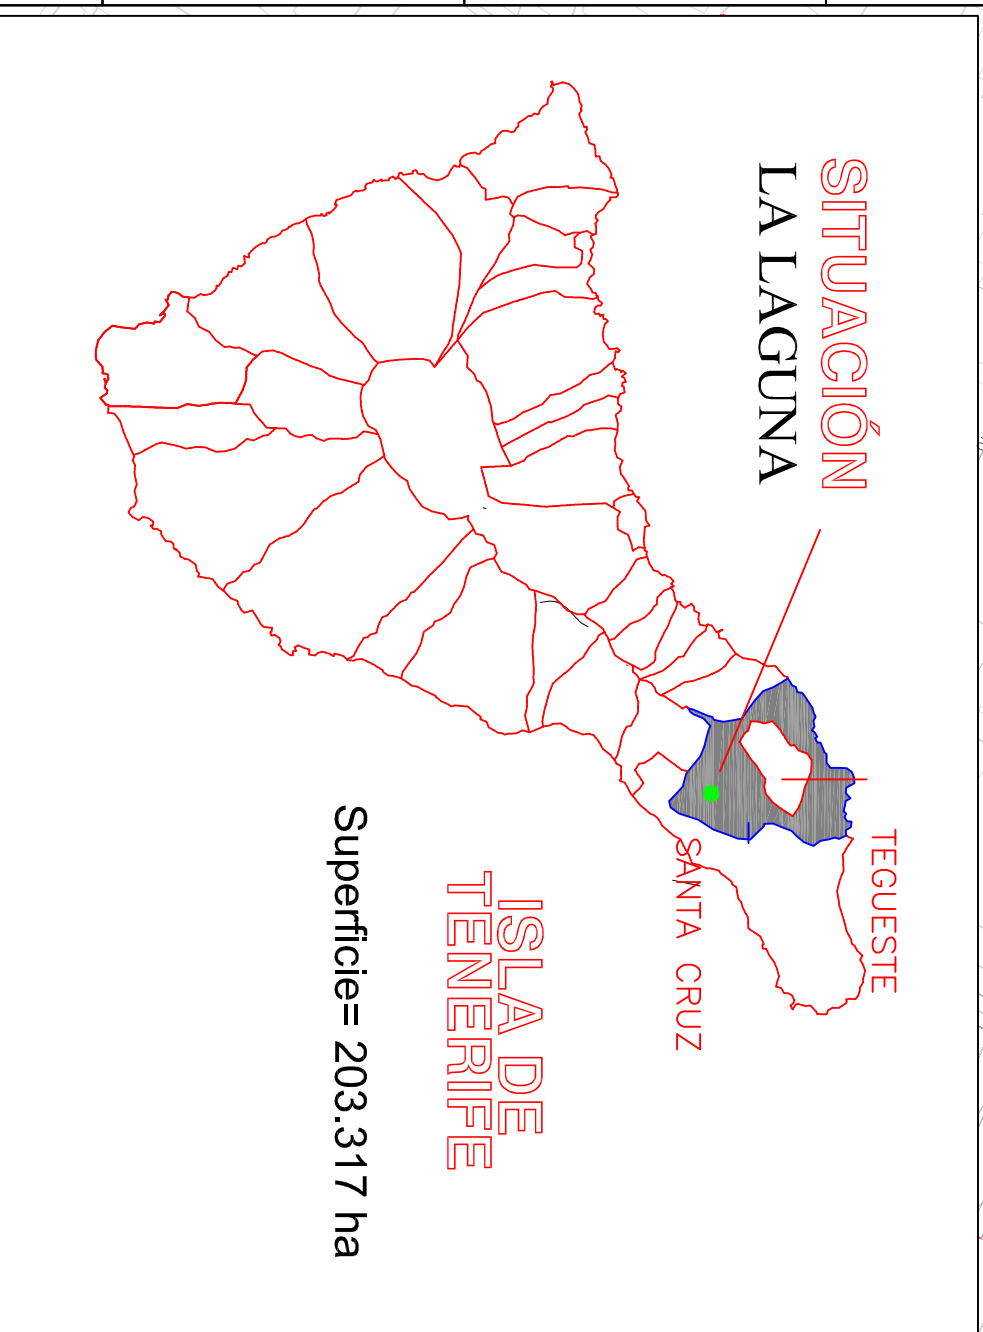 SITUACIÓN
LA LAGUNA
TEGUESTE
SANTA CRUZ
ISLA DE
TENERIFE
Superficie= 203.317 ha